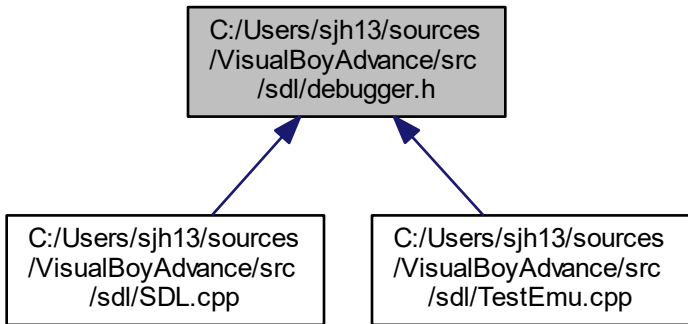 C:/Users/sjh13/sources
/VisualBoyAdvance/src
/sdl/debugger.h
C:/Users/sjh13/sources
/VisualBoyAdvance/src
/sdl/SDL.cpp
C:/Users/sjh13/sources
/VisualBoyAdvance/src
/sdl/TestEmu.cpp